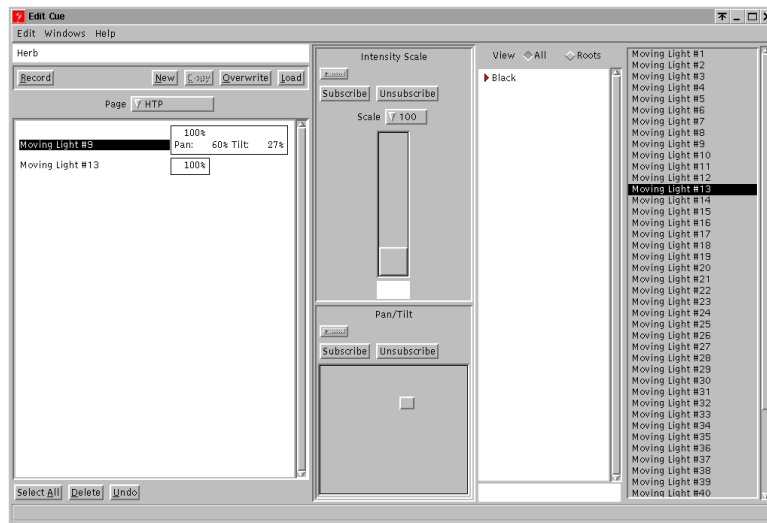 Edit Cue
Edit Windows Help
Herb
Record New Copy Overwrite Load
Page HTP
100%
Moving Light #9 Pan: 60% Tilt: 27%
Moving Light #13 100%
Select All Delete Undo
Intensity Scale
Subscribe Unsubscribe
Scale 100
Pan/Tilt
Subscribe Unsubscribe
View All Roots
Black
Moving Light #1
Moving Light #2
Moving Light #3
Moving Light #4
Moving Light #5
Moving Light #6
Moving Light #7
Moving Light #8
Moving Light #9
Moving Light #10
Moving Light #11
Moving Light #12
Moving Light #13
Moving Light #14
Moving Light #15
Moving Light #16
Moving Light #17
Moving Light #18
Moving Light #19
Moving Light #20
Moving Light #21
Moving Light #22
Moving Light #23
Moving Light #24
Moving Light #25
Moving Light #26
Moving Light #27
Moving Light #28
Moving Light #29
Moving Light #30
Moving Light #31
Moving Light #32
Moving Light #33
Moving Light #34
Moving Light #35
Moving Light #36
Moving Light #37
Moving Light #38
Moving Light #39
Moving Light #40